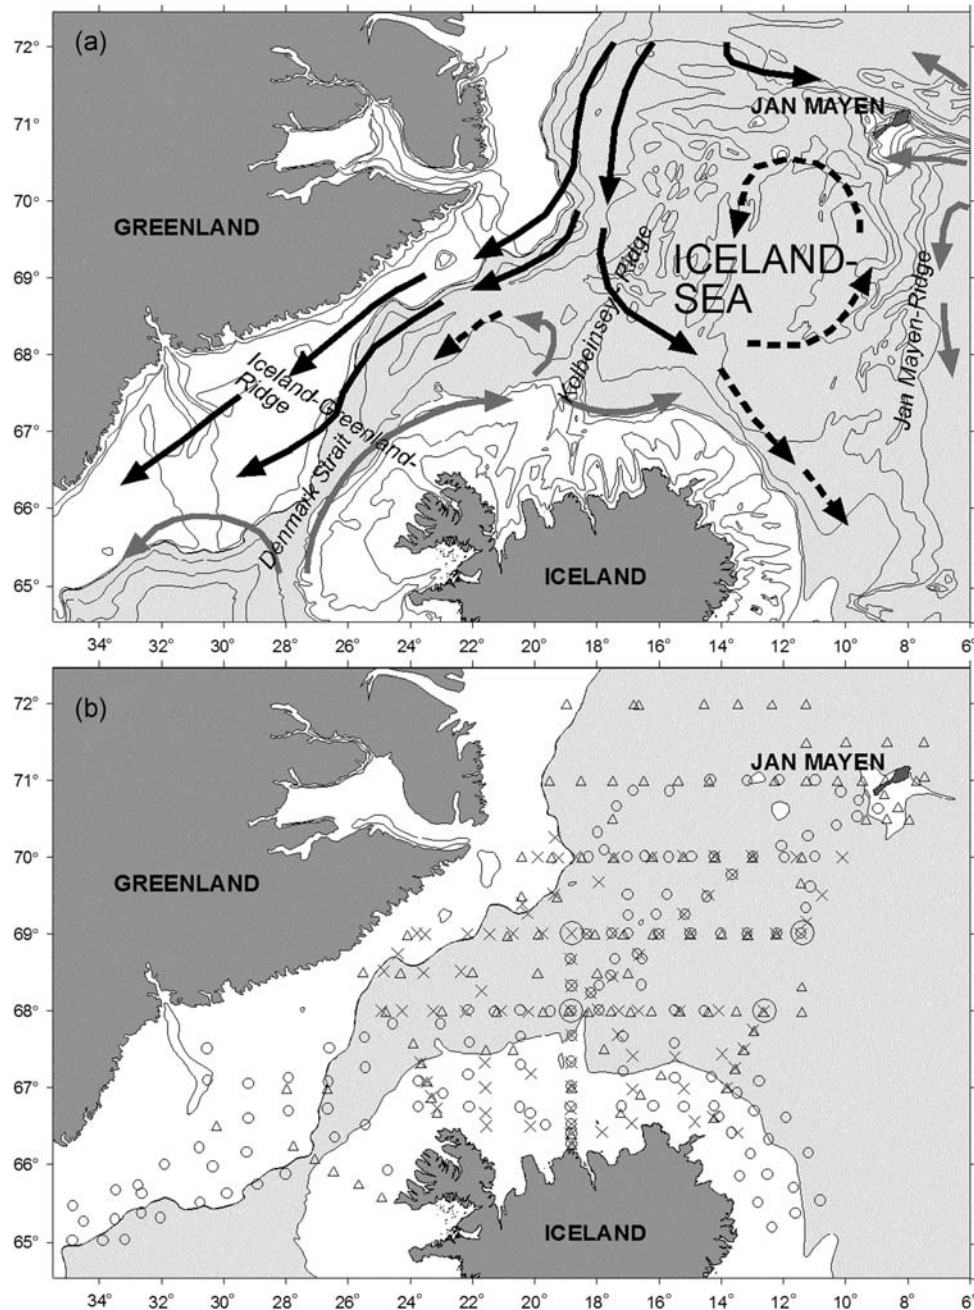 (a)
72°
71°
70°
69°
68°
67°
66°
65°
JAN MAYEN
GREENLAND
ICELAND-
SEA
Kolbeinsey - Ridge
Jan Mayen-Ridge
Iceland-Greenland-
Ridge
Denmark Strait
ICELAND
34° 32° 30° 28° 26° 24° 22° 20° 18° 16° 14° 12° 10° 8° 6°
(b)
72°
71°
70°
69°
68°
67°
66°
65°
JAN MAYEN
GREENLAND
ICELAND
34° 32° 30° 28° 26° 24° 22° 20° 18° 16° 14° 12° 10° 8° 6°